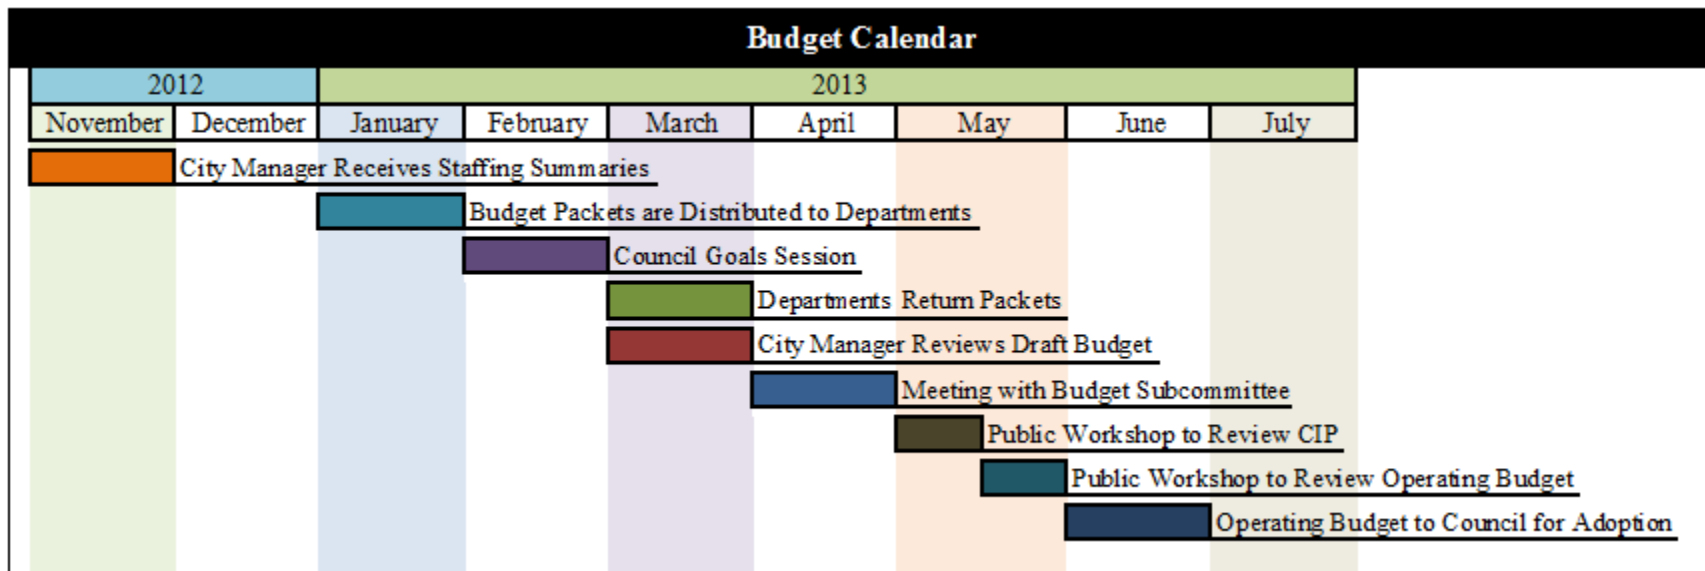 Budget Calendar
2012 2013
November December January February March April May June July
City Manager Receives Staffing Summaries
Budget Packets are Distributed to Departments
Council Goals Session
Departments Return Packets
City Manager Reviews Draft Budget
Meeting with Budget Subcommittee
Public Workshop to Review CIP
Public Workshop to Review Operating Budget
Operating Budget to Council for Adoption